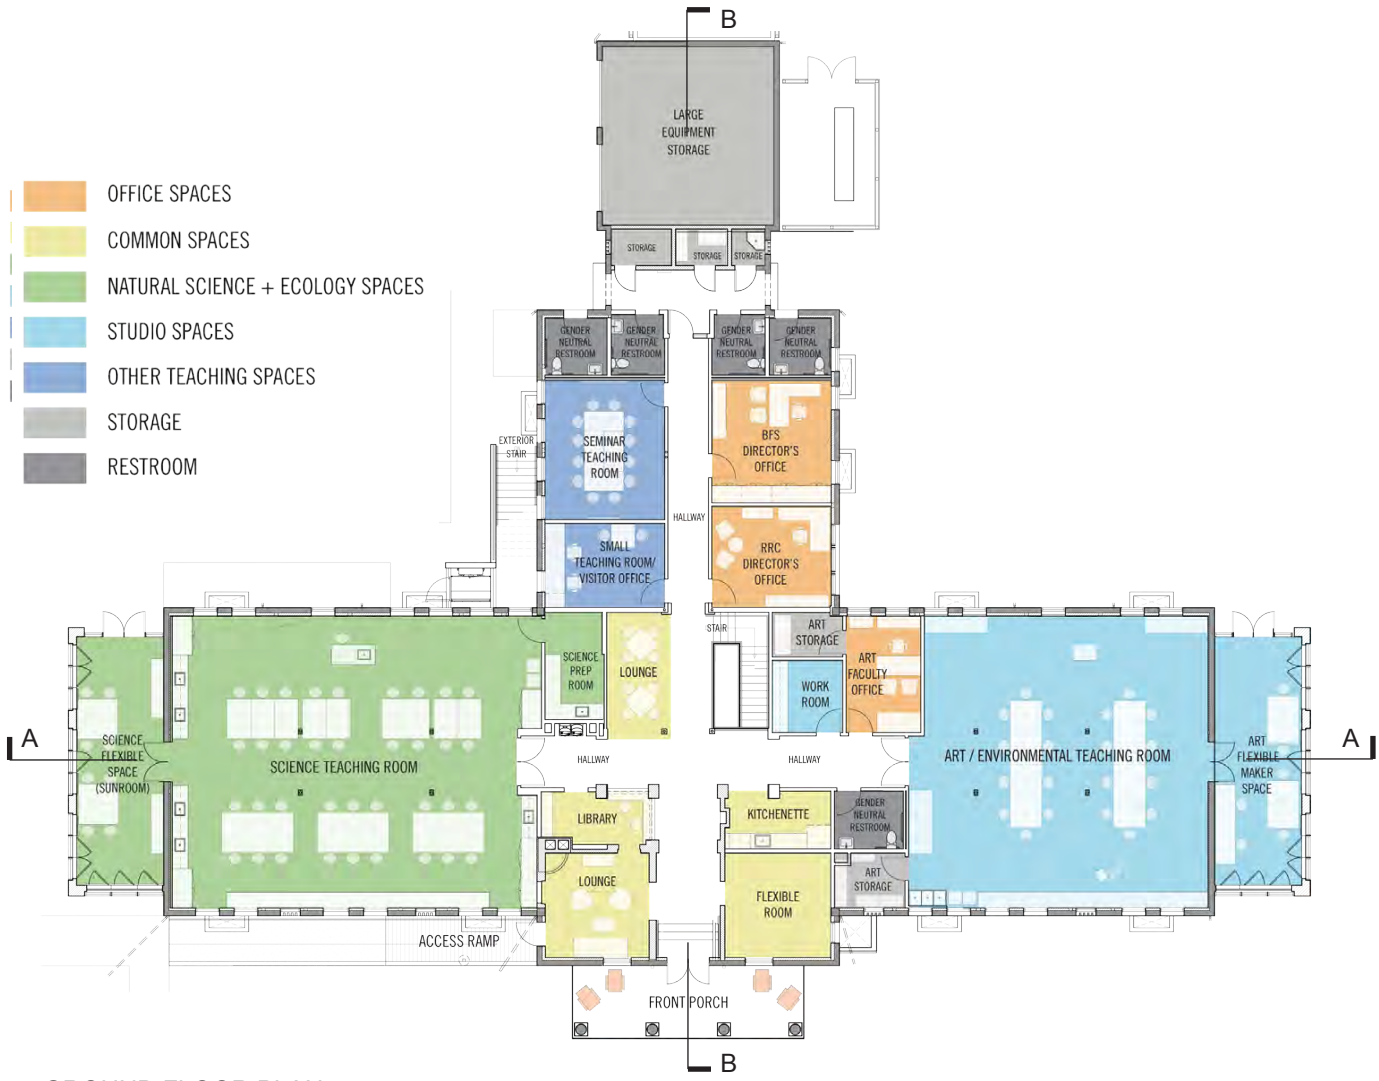 B
LARGE
EQUIPMENT
STORAGE
OFFICE SPACES
COMMON SPACES
NATURAL SCIENCE + ECOLOGY SPACES
STUDIO SPACES
OTHER TEACHING SPACES
STORAGE
RESTROOM
STORAGE
STORAGE
STORAGE
GENDER
NEUTRAL
RESTROOM
GENDER
NEUTRAL
RESTROOM
GENDER
NEUTRAL
RESTROOM
GENDER
NEUTRAL
RESTROOM
EXTERIOR
STAIR
SEMINAR
TEACHING
ROOM
BFS
DIRECTOR'S
OFFICE
HALLWAY
SMALL
TEACHING ROOM/
VISITOR OFFICE
RRC
DIRECTOR'S
OFFICE
STAIR
ART
STORAGE
SCIENCE
PREP
ROOM
LOUNGE
WORK
ROOM
ART
FACULTY
OFFICE
A
SCIENCE
FLEXIBLE
SPACE
(SUNROOM)
SCIENCE TEACHING ROOM
HALLWAY
HALLWAY
ART / ENVIRONMENTAL TEACHING ROOM
ART
FLEXIBLE
MAKER
SPACE
A
LIBRARY
KITCHENETTE
GENDER
NEUTRAL
RESTROOM
LOUNGE
FLEXIBLE
ROOM
ART
STORAGE
ACCESS RAMP
FRONT PORCH
B